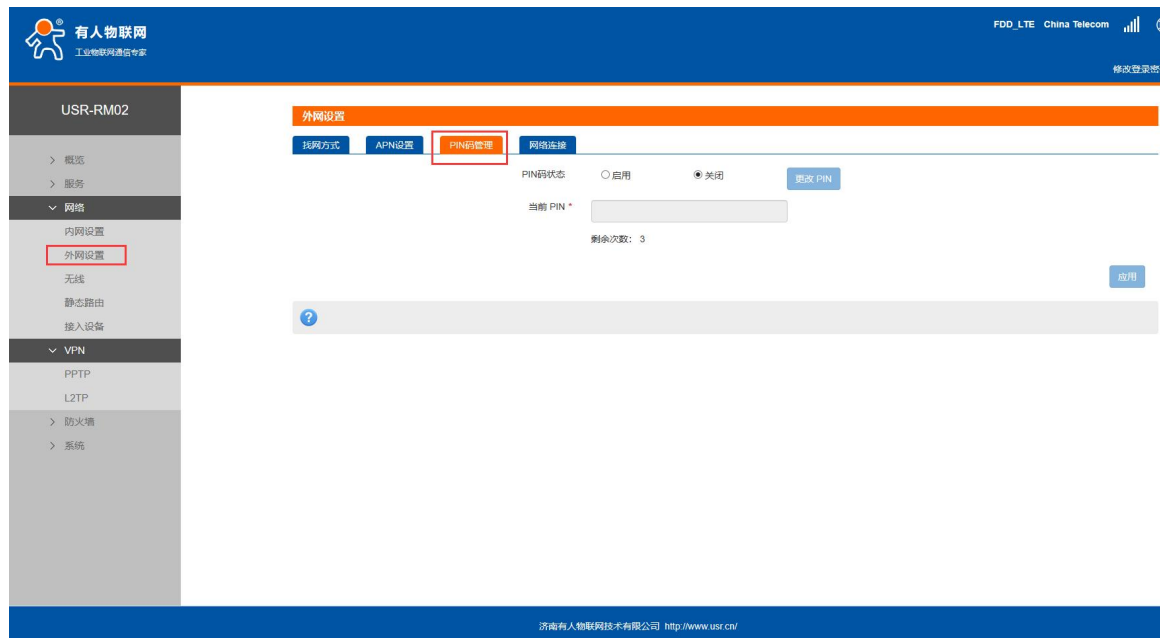 有人物联网
工业物联网通信专家
FDD_LTE China Telecom
修改登录密
USR-RM02
> 概览
> 服务
网络
内网设置
外网设置
无线
静态路由
接入设备
VPN
PPTP
L2TP
> 防火墙
> 系统
外网设置
找网方式 APN设置 PIN码管理 网络连接
PIN码状态 启用 关闭 更改 PIN
当前 PIN *
剩余次数： 3
应用
?
济南有人物联网技术有限公司 http://www.usr.cn/